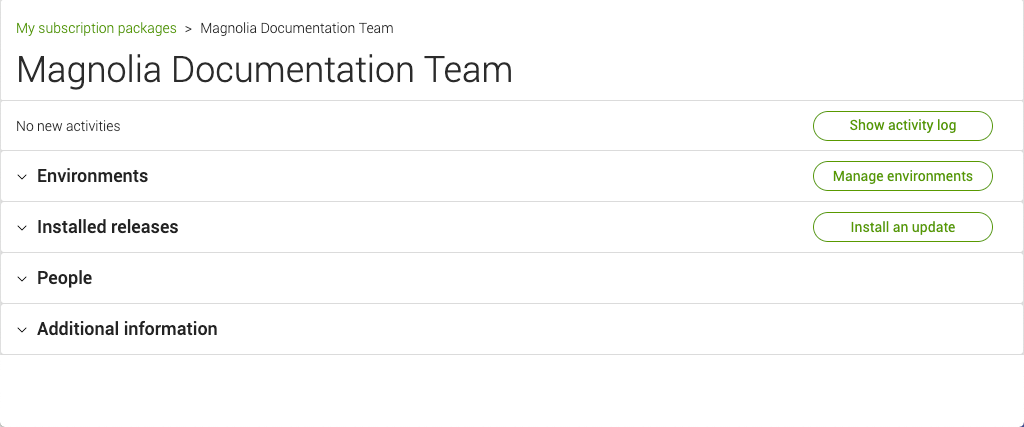 My subscription packages > Magnolia Documentation Team
Magnolia Documentation Team
No new activities Show activity log
Environments Manage environments
Installed releases Install an update
People
Additional information